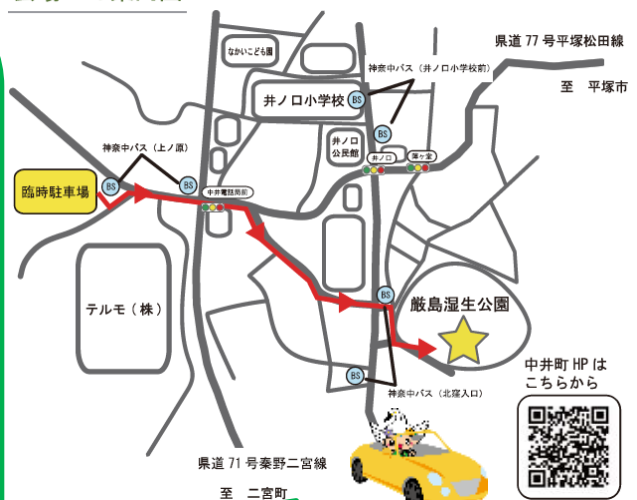 県道 77 号平塚松田線
至 平塚市
なかいこども園
神奈中バス（井ノ口小学校前）
井ノ口小学校
BS
BS
井ノ口
公民館
井ノ口
神奈中バス（上ノ原）
BS
BS
臨時駐車場
中井電話局前
テルモ（株）
BS
厳島湿生公園
中井町 HP は
こちらから
BS
神奈中バス（北窪入口）
県道 71 号秦野二宮線
至 二宮町